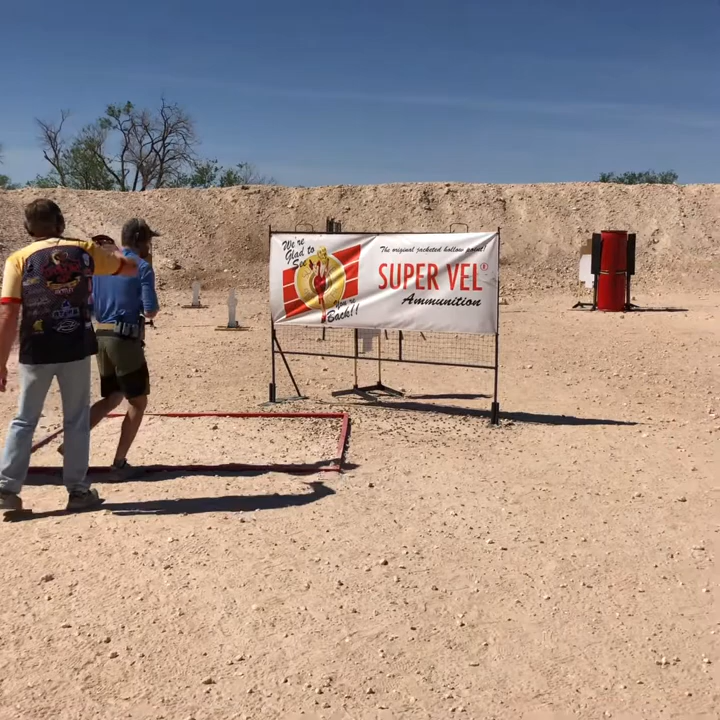 We're
Glad to
See
You're
Back!!
The original jacketed hollow point!
SUPER VEL®
Ammunition